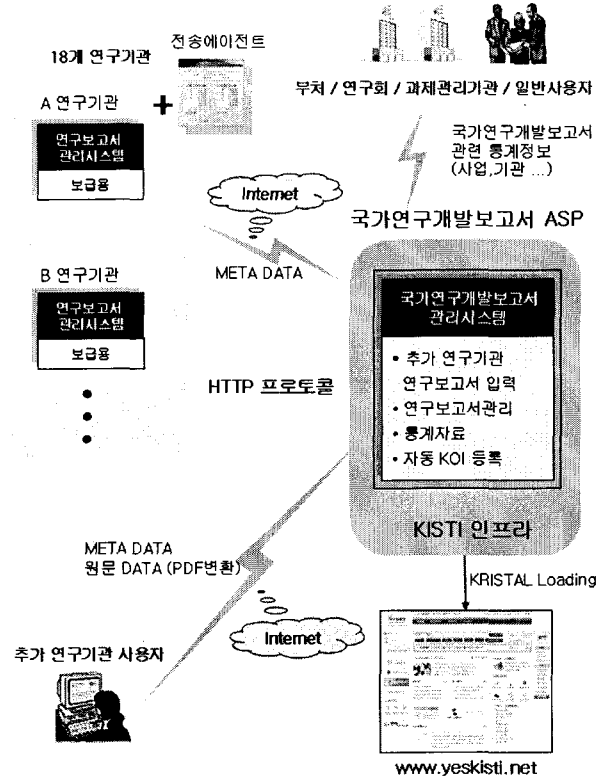 18개 연구기관
전송에이전트
A 연구기관
+
연구보고서
관리시스템
보급용
부처 / 연구회 / 과제관리기관 / 일반사용자
국가연구개발보고서
관련 통계정보
(사업,기관 ...)
Internet
META DATA
국가연구개발보고서 ASP
B 연구기관
연구보고서
관리시스템
보급용
국가연구개발보고서
관리시스템
• 추가 연구기관
연구보고서 입력
• 연구보고서관리
• 통계자료
• 자동 KOI 등록
HTTP 프로토콜
KISTI 인프라
META DATA
원문 DATA (PDF변환)
KRISTAL Loading
Internet
추가 연구기관 사용자
www.yeskisti.net